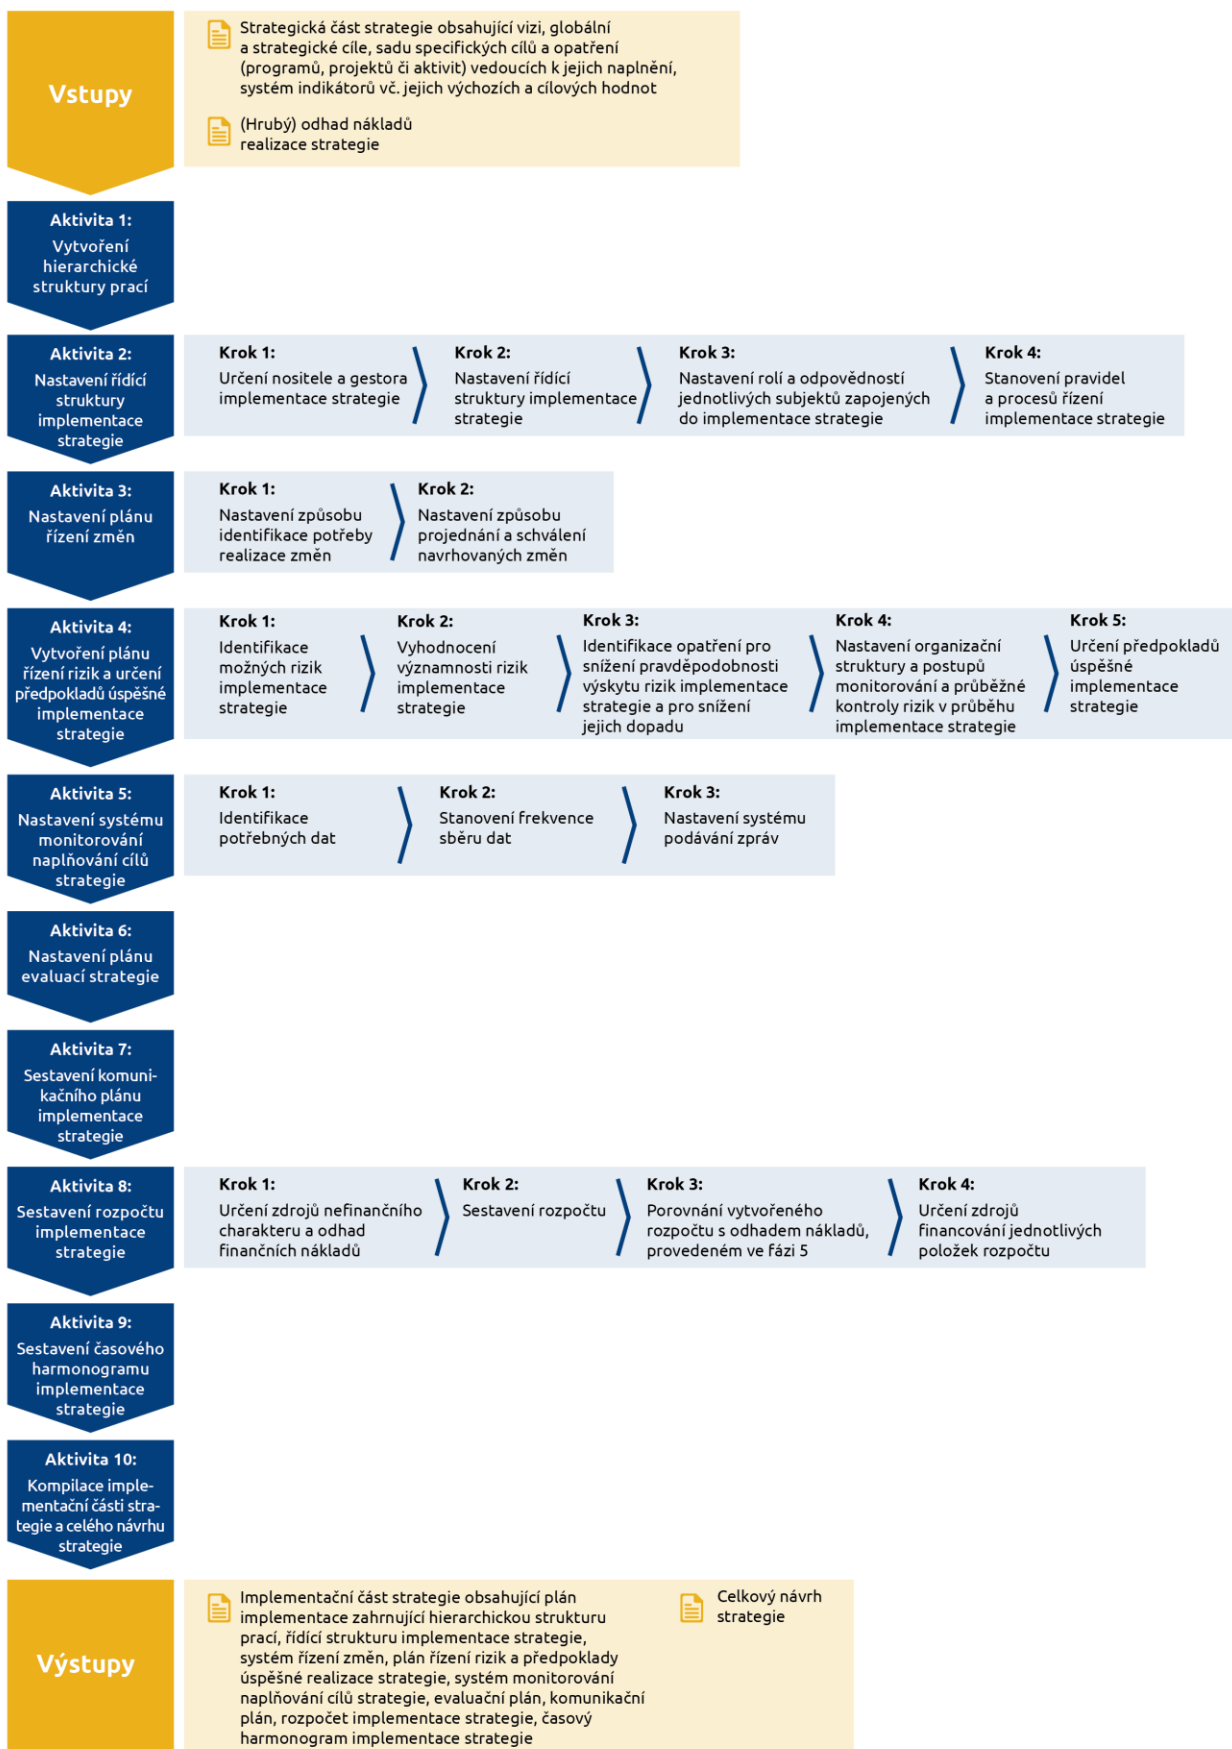 Vstupy
Strategická část strategie obsahující vizi, globální
a strategické cíle, sadu specifických cílů a opatření
(programů, projektů či aktivit) vedoucích k jejich naplnění,
systém indikátorů vč. jejich výchozích a cílových hodnot
(Hrubý) odhad nákladů
realizace strategie
Aktivita 1:
Vytvoření
hierarchické
struktury prací
Aktivita 2:
Nastavení řídící
struktury
implementace
strategie
Krok 1:
Určení nositele a gestora
implementace strategie
Krok 2:
Nastavení řídící
struktury implementace
strategie
Krok 3:
Nastavení rolí a odpovědností
jednotlivých subjektů zapojených
do implementace strategie
Krok 4:
Stanovení pravidel
a procesů řízení
implementace strategie
Aktivita 3:
Nastavení plánu
řízení změn
Krok 1:
Nastavení způsobu
identifikace potřeby
realizace změn
Krok 2:
Nastavení způsobu
projednání a schválení
navrhovaných změn
Aktivita 4:
Vytvoření plánu
řízení rizik a určení
předpokladů úspěšné
implementace
strategie
Krok 1:
Identifikace
možných rizik
implementace
strategie
Krok 2:
Vyhodnocení
významnosti rizik
implementace
strategie
Krok 3:
Identifikace opatření pro
snížení pravděpodobnosti
výskytu rizik implementace
strategie a pro snížení
jejich dopadu
Krok 4:
Nastavení organizační
struktury a postupů
monitorování a průběžné
kontroly rizik v průběhu
implementace strategie
Krok 5:
Určení předpokladů
úspěšné
implementace
strategie
Aktivita 5:
Nastavení systému
monitorování
naplňování cílů
strategie
Krok 1:
Identifikace
potřebných dat
Krok 2:
Stanovení frekvence
sběru dat
Krok 3:
Nastavení systému
podávání zpráv
Aktivita 6:
Nastavení plánu
evaluací strategie
Aktivita 7:
Sestavení komuni-
kačního plánu
implementace
strategie
Aktivita 8:
Sestavení rozpočtu
implementace
strategie
Krok 1:
Určení zdrojů nefinančního
charakteru a odhad
finančních nákladů
Krok 2:
Sestavení rozpočtu
Krok 3:
Porovnání vytvořeného
rozpočtu s odhadem nákladů,
provedeném ve fázi 5
Krok 4:
Určení zdrojů
financování jednotlivých
položek rozpočtu
Aktivita 9:
Sestavení časového
harmonogramu
implementace
strategie
Aktivita 10:
Kompilace imple-
mentační části stra-
tegie a celého návrhu
strategie
Výstupy
Implementační část strategie obsahující plán
implementace zahrnující hierarchickou strukturu
prací, řídící strukturu implementace strategie,
systém řízení změn, plán řízení rizik a předpoklady
úspěšné realizace strategie, systém monitorování
naplňování cílů strategie, evaluační plán, komunikační
plán, rozpočet implementace strategie, časový
harmonogram implementace strategie
Celkový návrh
strategie